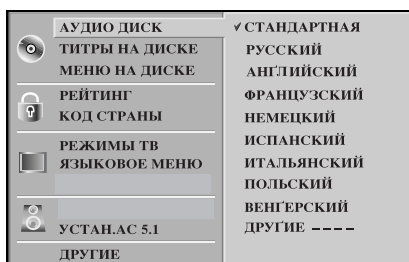 АУДИО ДИСК
ТИТРЫ НА ДИСКЕ
МЕНЮ НА ДИСКЕ
РЕЙТИНГ
КОД СТРАНЫ
РЕЖИМЫ ТВ
ЯЗЫКОВОЕ МЕНЮ
УСТАН.АС 5.1
ДРУГИЕ
✓ СТАНДАРТНАЯ
РУССКИЙ
АНГЛИЙСКИЙ
ФРАНЦУЗСКИЙ
НЕМЕЦКИЙ
ИСПАНСКИЙ
ИТАЛЬЯНСКИЙ
ПОЛЬСКИЙ
ВЕНГЕРСКИЙ
ДРУГИЕ ----